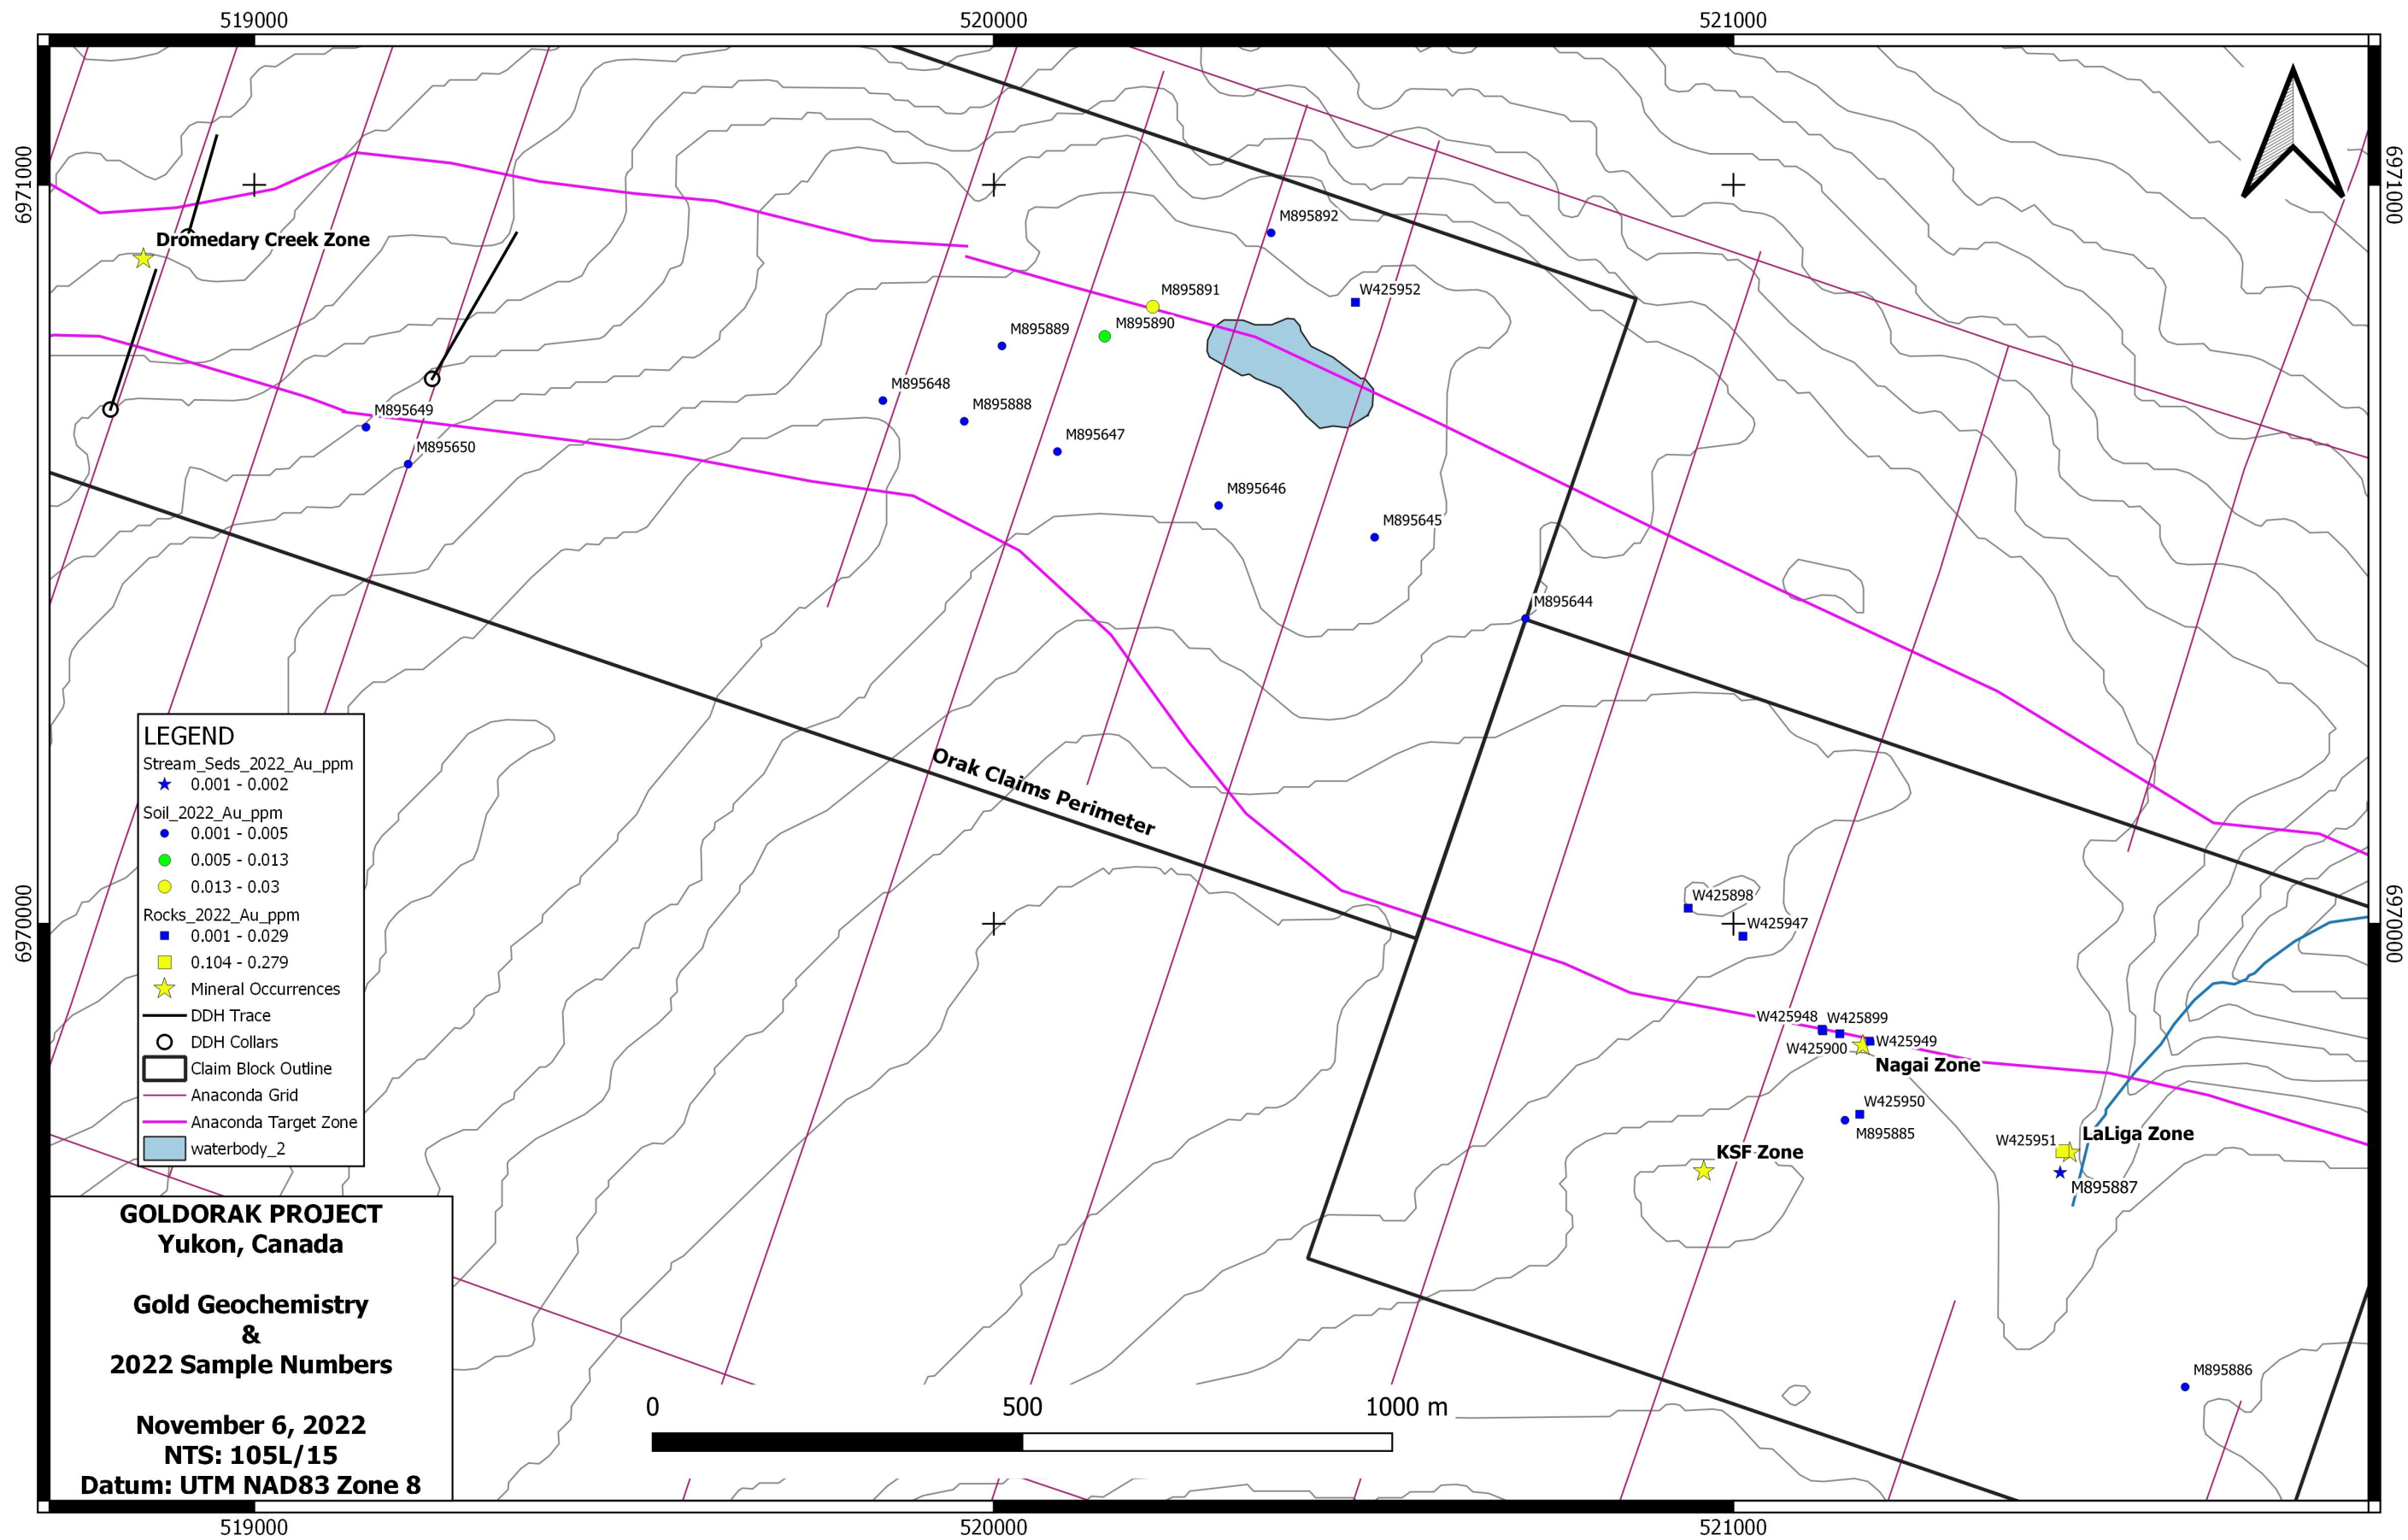 519000
520000
521000
6971000
6971000
M895892
Dromedary Creek Zone
M895891
W425952
M895890
M895889
M895648
M895888
M895649
M895647
M895650
M895646
M895645
M895644
LEGEND
Stream_Seds_2022_Au_ppm
0.001 - 0.002
Soil_2022_Au_ppm
0.001 - 0.005
0.005 - 0.013
0.013 - 0.03
Rocks_2022_Au_ppm
0.001 - 0.029
0.104 - 0.279
Mineral Occurrences
DDH Trace
DDH Collars
Claim Block Outline
Anaconda Grid
Anaconda Target Zone
waterbody_2
Orak Claims Perimeter
6970000
6970000
W425898
W425947
W425948
W425899
W425900
W425949
Nagai Zone
W425950
M895885
W425951
LaLiga Zone
KSF Zone
M895887
M895886
GOLDORAK PROJECT
Yukon, Canada
Gold Geochemistry
&
2022 Sample Numbers
November 6, 2022
NTS: 105L/15
Datum: UTM NAD83 Zone 8
0
500
1000 m
519000
520000
521000